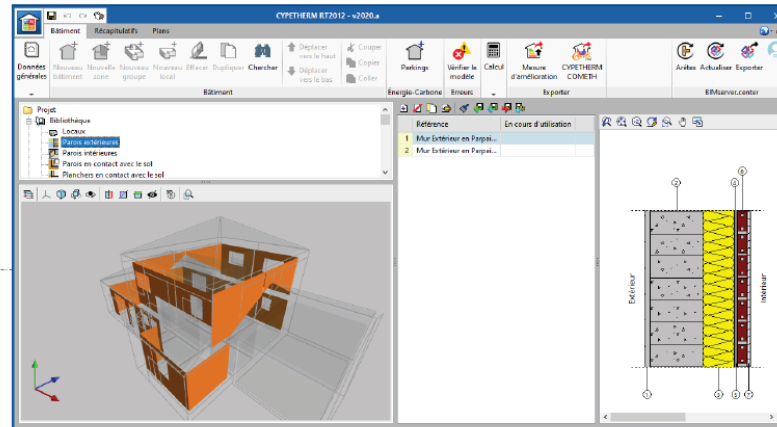 CYPETHERM RT2012 - v2020.a
Bâtiment Récapitulatifs Plans
Données générales
Nouveau bâtiment
Nouvelle zone
Nouveau groupe
Nouveau local
Effacer
Dupliquer
Chercher
Déplacer vers le haut
Déplacer vers le bas
Couper
Copier
Coller
Parkings
Vérifier le modèle
Calcul
Mesure d'amélioration
CYPETHERM COMETH
Arêtes
Actualiser
Exporter
Bâtiment
Énergie-Carbone
Erreurs
Exporter
BIMserver.center
Projet
Bibliothèque
Locaux
Parois extérieures
Parois intérieures
Parois en contact avec le sol
Planchers en contact avec le sol
Référence En cours d'utilisation
1 Mur Extérieur en Parpai...
2 Mur Extérieur en Parpai...
Extérieur
Intérieur